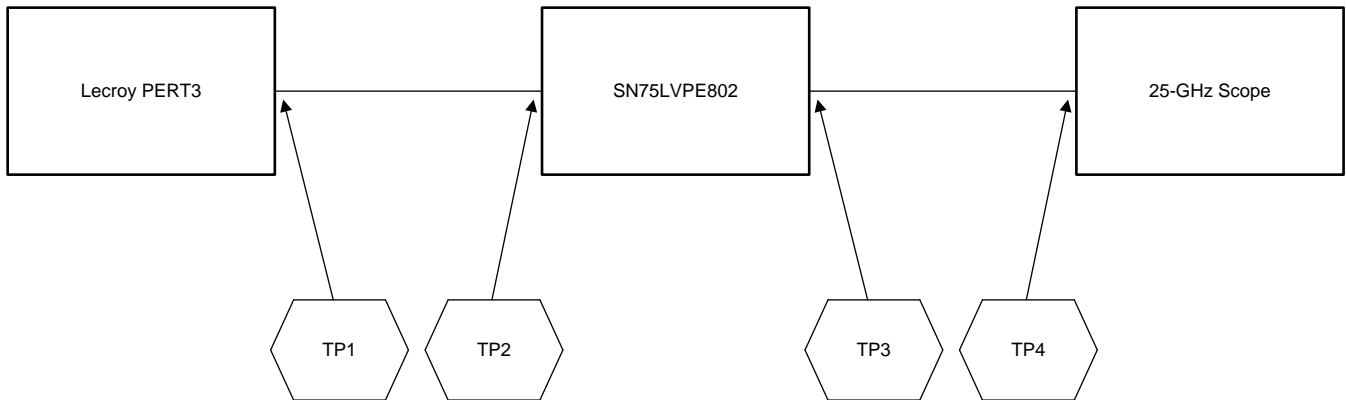 Lecroy PERT3
SN75LVPE802
25-GHz Scope
TP1
TP2
TP3
TP4